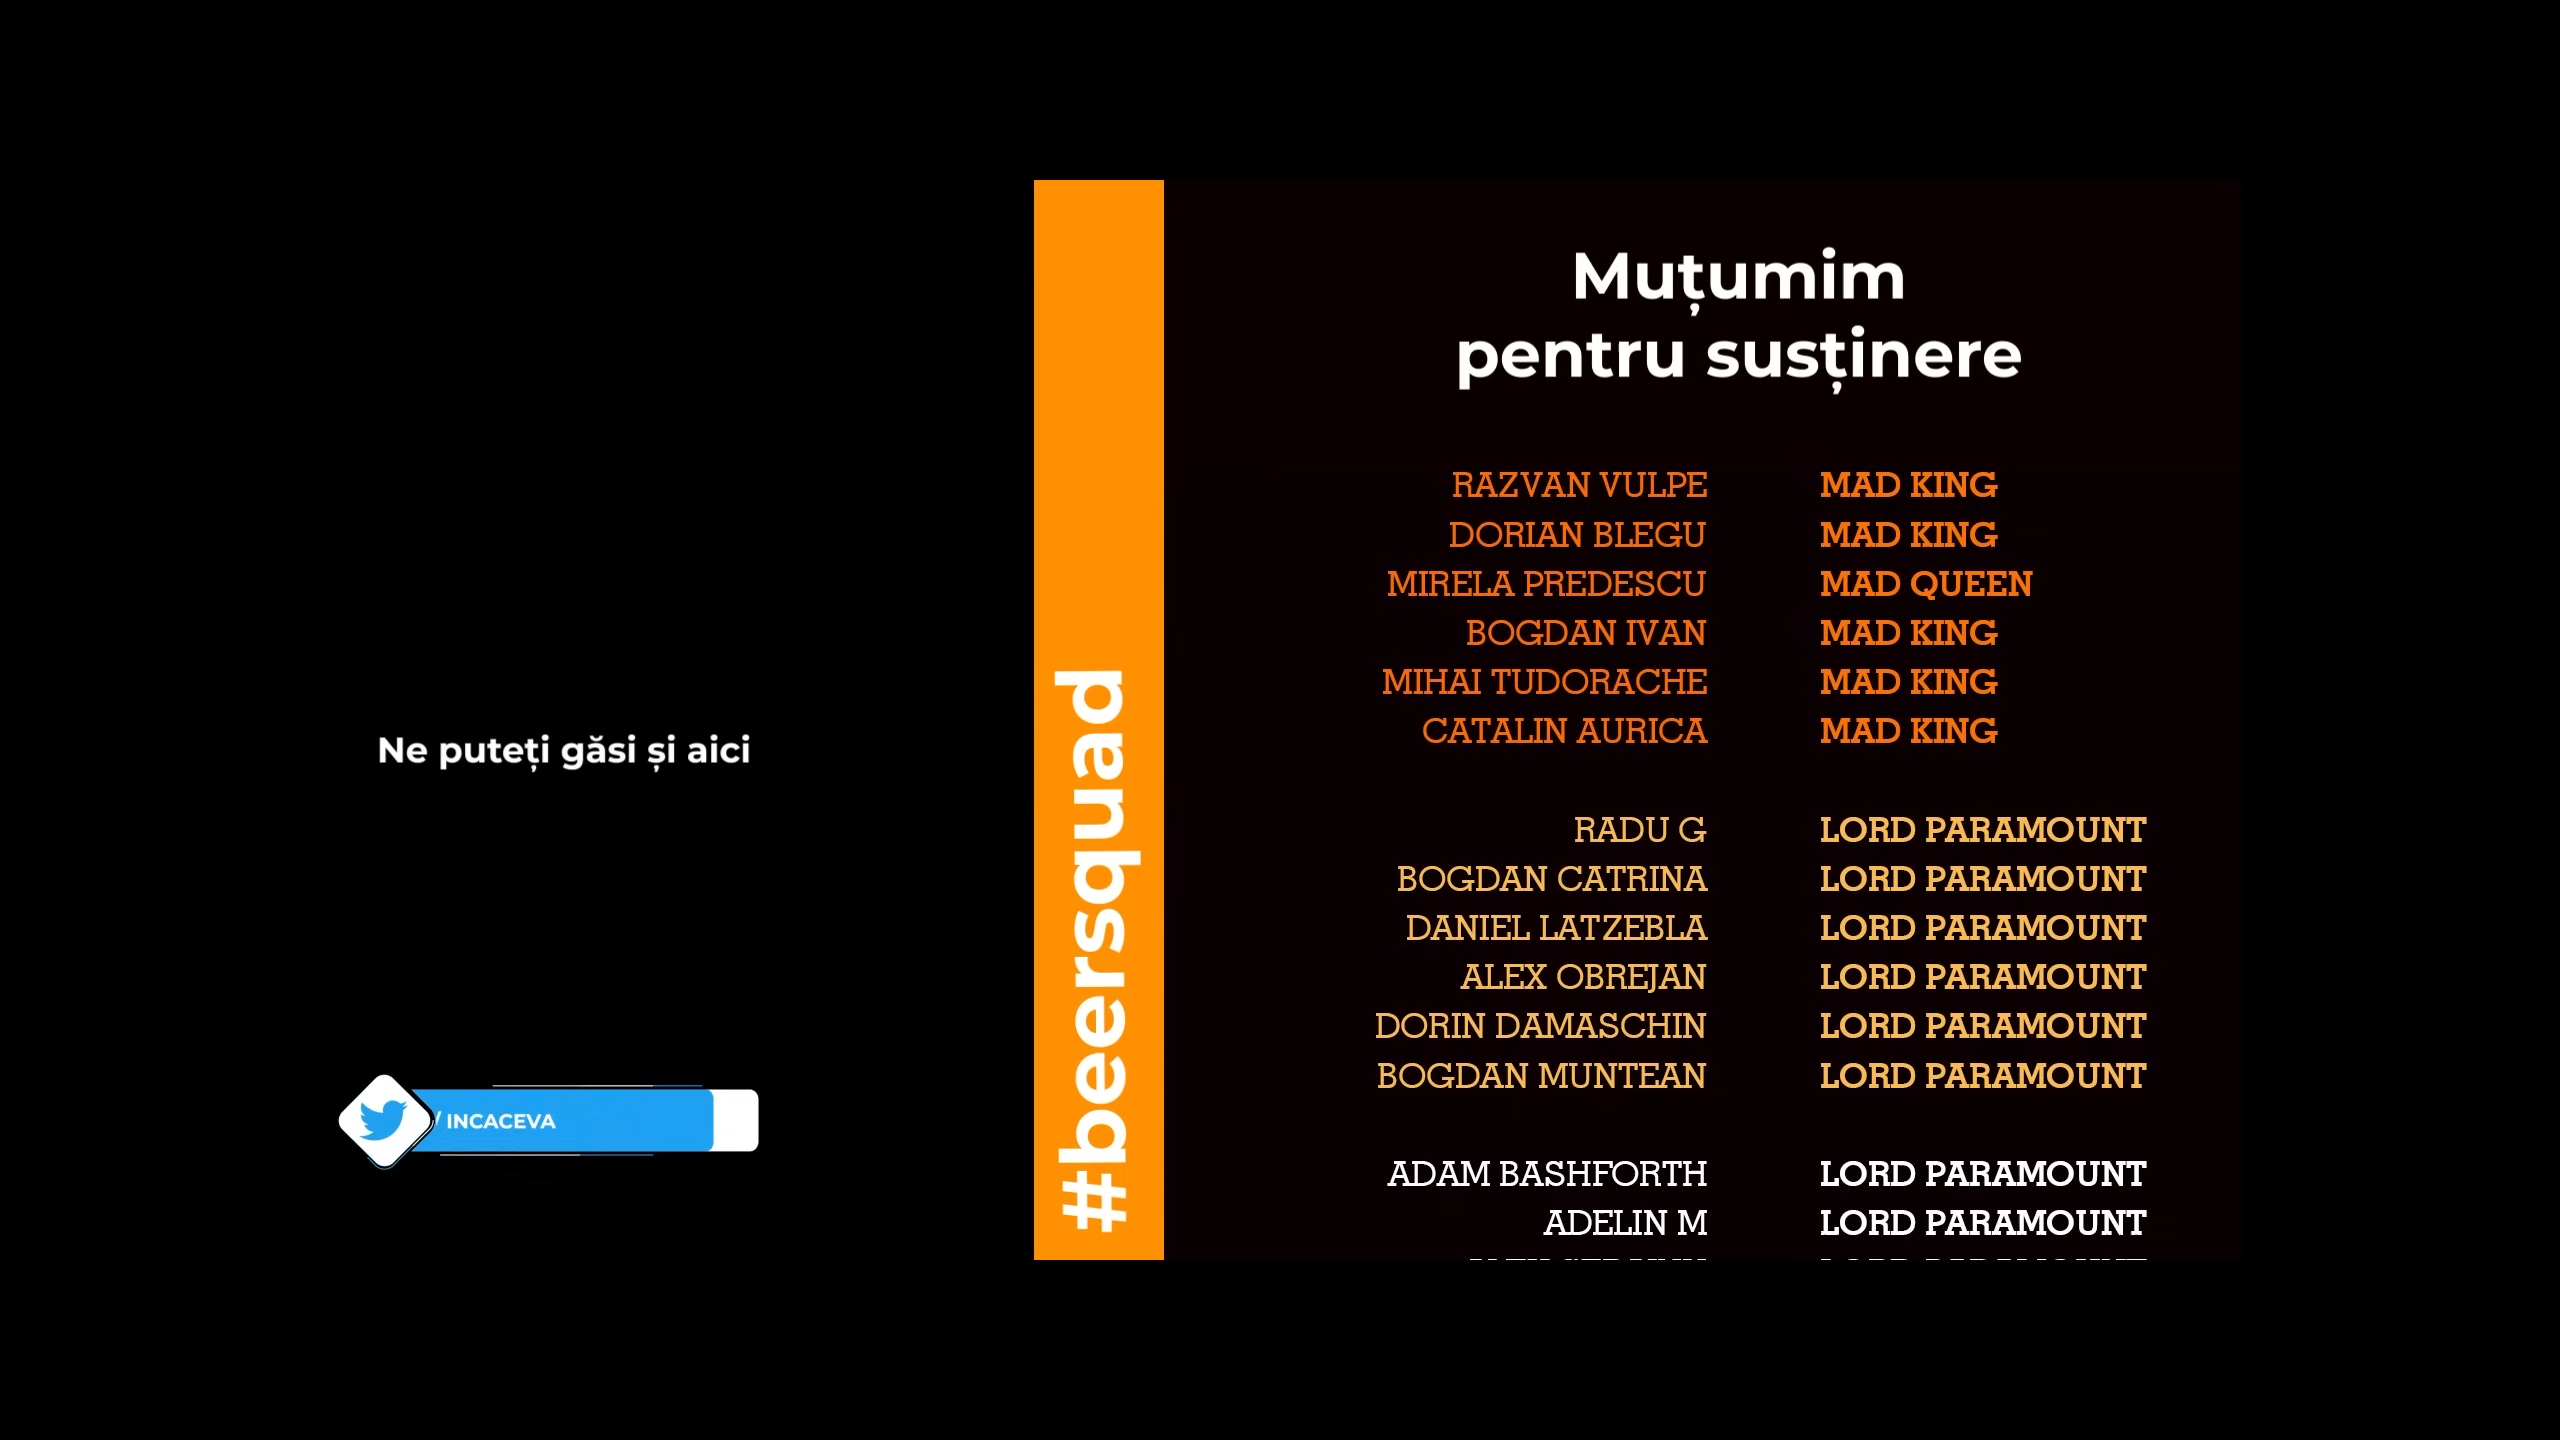 Ne puteți găsi și aici
/ INCACEVA
#beersquad
Muțumim
pentru susținere
RAZVAN VULPE MAD KING
DORIAN BLEGU MAD KING
MIRELA PREDESCU MAD QUEEN
BOGDAN IVAN MAD KING
MIHAI TUDORACHE MAD KING
CATALIN AURICA MAD KING
RADU G LORD PARAMOUNT
BOGDAN CATRINA LORD PARAMOUNT
DANIEL LATZEBLA LORD PARAMOUNT
ALEX OBREJAN LORD PARAMOUNT
DORIN DAMASCHIN LORD PARAMOUNT
BOGDAN MUNTEAN LORD PARAMOUNT
ADAM BASHFORTH LORD PARAMOUNT
ADELIN M LORD PARAMOUNT